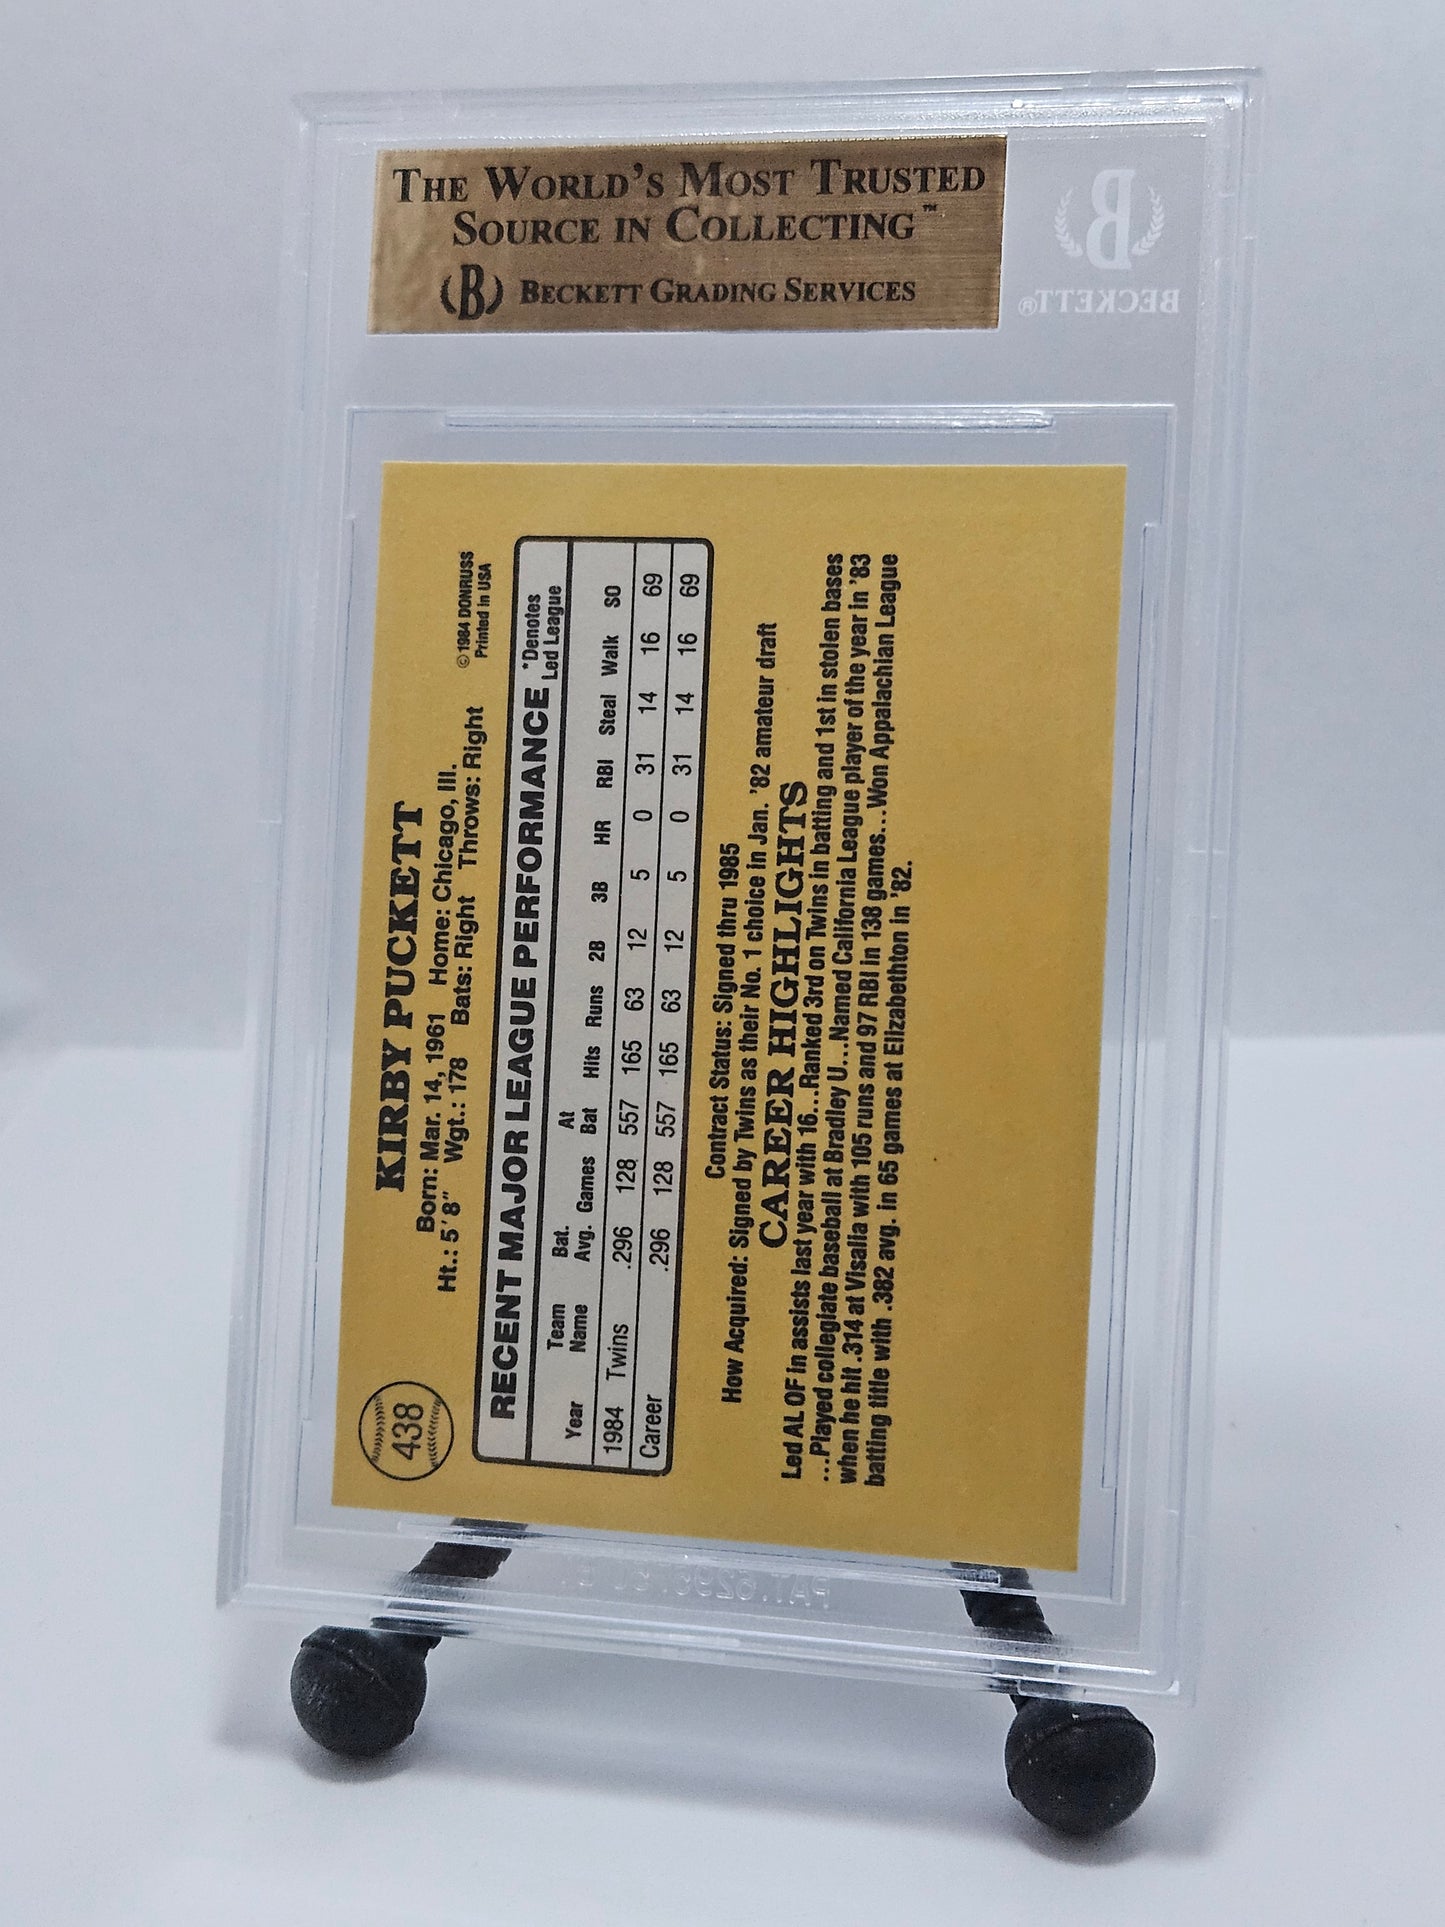 THE WORLD'S MOST TRUSTED
SOURCE IN COLLECTING™
B BECKETT GRADING SERVICES
B
BECKETT®
438
KIRBY PUCKETT
Born: Mar. 14, 1961 Home: Chicago, Ill.
Ht.: 5'8" Wgt.: 178 Bats: Right Throws: Right
© 1984 DONRUSS
Printed in USA
RECENT MAJOR LEAGUE PERFORMANCE *Denotes
Led League
Year Team Name Bat. Avg. Games At Bat Hits Runs 2B 3B HR RBI Steal Walk SO
1984 Twins .296 128 557 165 63 12 5 0 31 14 16 69
Career .296 128 557 165 63 12 5 0 31 14 16 69
Contract Status: Signed thru 1985
How Acquired: Signed by Twins as their No. 1 choice in Jan. '82 amateur draft
CAREER HIGHLIGHTS
Led AL OF in assists last year with 16...Ranked 3rd on Twins in batting and 1st in stolen bases
...Played collegiate baseball at Bradley U...Named California League player of the year in '83
when he hit .314 at Visalia with 105 runs and 97 RBI in 138 games...Won Appalachian League
batting title with .382 avg. in 65 games at Elizabethton in '82.